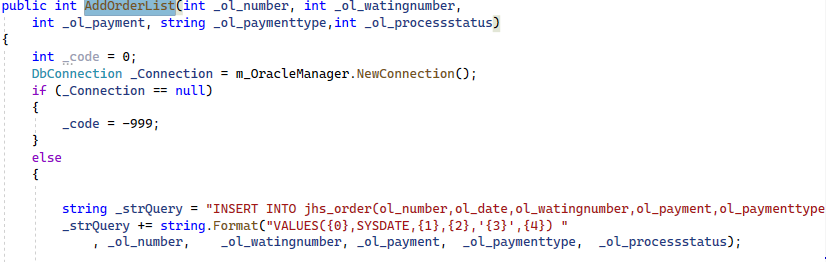 public int AddOrderList(int _ol_number, int _ol_watingnumber,
int _ol_payment, string _ol_paymenttype,int _ol_processstatus)
{
int _code = 0;
DbConnection _Connection = m_OracleManager.NewConnection();
if (_Connection == null)
{
_code = -999;
}
else
{
string _strQuery = "INSERT INTO jhs_order(ol_number,ol_date,ol_watingnumber,ol_payment,ol_paymenttype
_strQuery += string.Format("VALUES({0},SYSDATE,{1},{2},'{3}',{4}) "
, _ol_number, _ol_watingnumber, _ol_payment, _ol_paymenttype, _ol_processstatus);